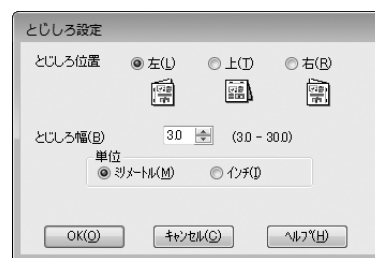 とじしろ設定
とじしろ位置 左(L) 上(T) 右(R)
とじしろ幅(B) 3.0 (3.0 - 30.0)
単位
ミリメートル(M) インチ(I)
OK(O) キャンセル(C) ヘルプ(H)